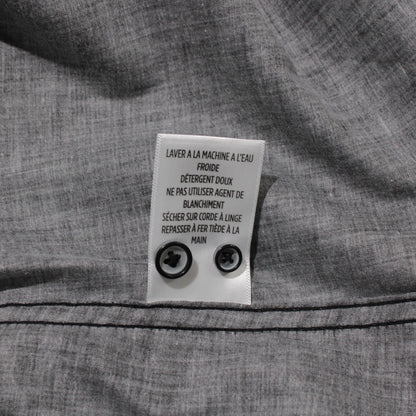 LAVER A LA MACHINE A L'EAU
FROIDE
DÉTERGENT DOUX
NE PAS UTILISER AGENT DE
BLANCHIMENT
SÉCHER SUR CORDE À LINGE
REPASSER À FER TIÈDE À LA
MAIN